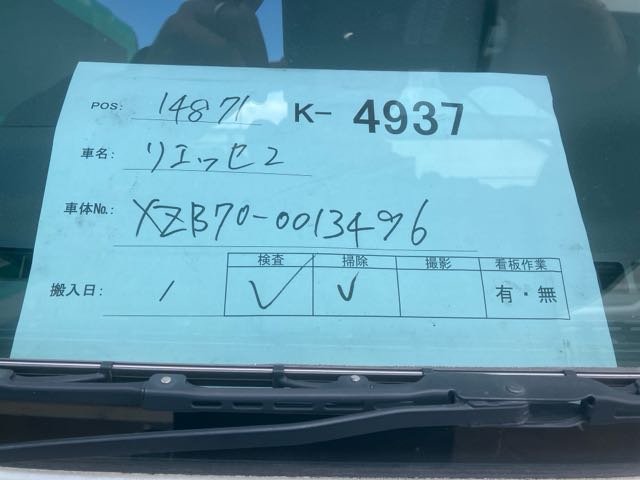 POS: 14871 K- 4937
車名: リエッセ2
車体No.: XZB70-0013496
検査 掃除 撮影 看板作業
搬入日: / ✓ ✓ 有・無